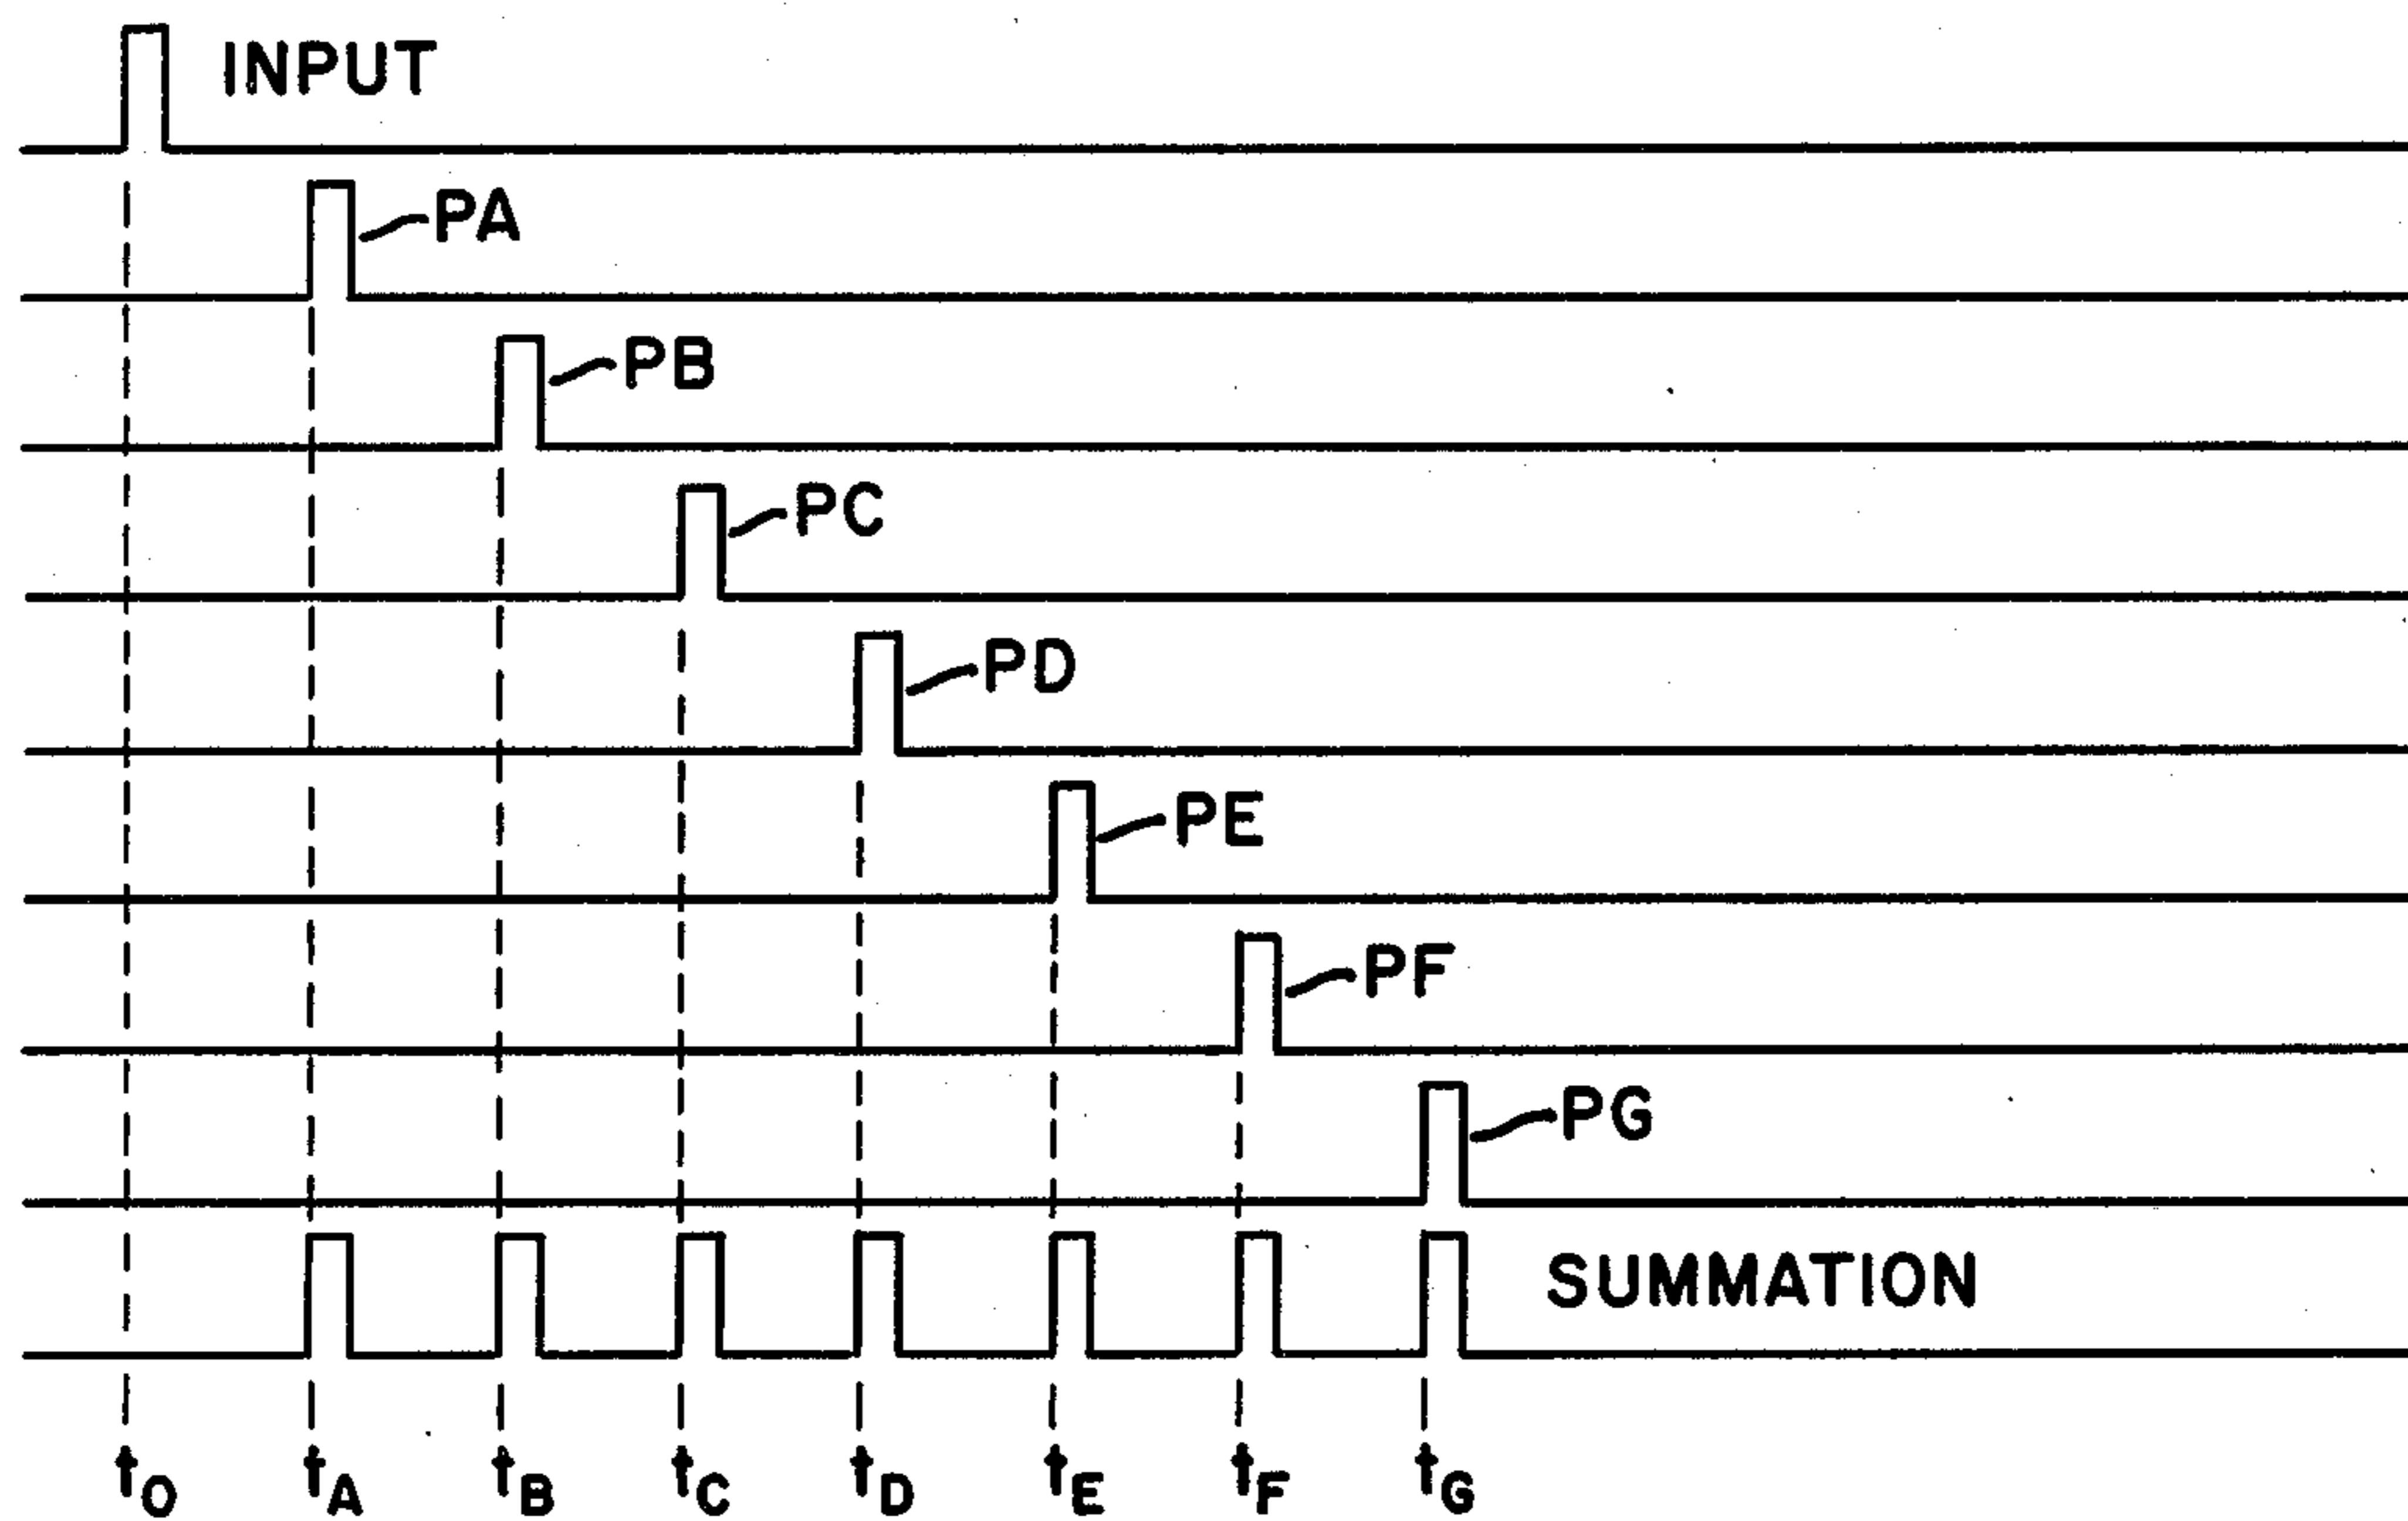 INPUT
PA
PB
PC
PD
PE
PF
PG
SUMMATION
tO tA tB tC tD tE tF tG